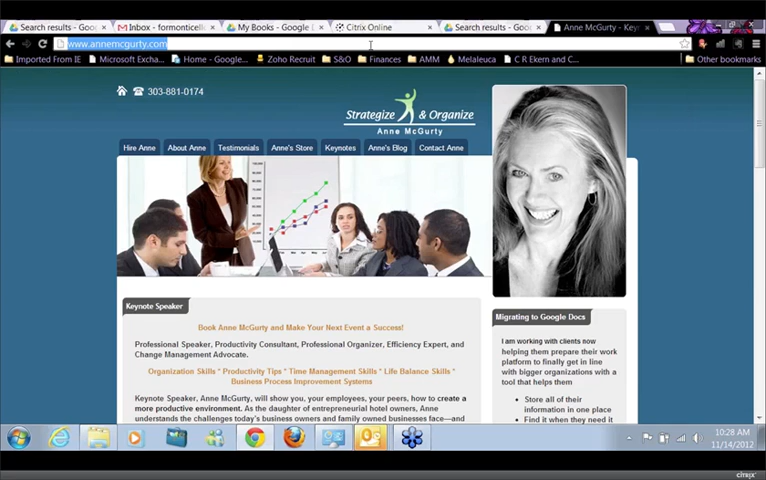 Search results - Goo
Inbox - formonticell
My Books - Google
Citrix Online
Search results - Goo
Anne McGurty - Key
www.annemcgurty.com
Imported From IE
Microsoft Excha...
Home - Google...
Zoho Recruit
S&O
Finances
AMM
Melaleuca
C R Ekern and C...
Other bookmarks
303-881-0174
Strategize & Organize
Anne McGurty
Hire Anne
About Anne
Testimonials
Anne's Store
Keynotes
Anne's Blog
Contact Anne
Keynote Speaker
Book Anne McGurty and Make Your Next Event a Success!
Professional Speaker, Productivity Consultant, Professional Organizer, Efficiency Expert, and
Change Management Advocate.
Organization Skills * Productivity Tips * Time Management Skills * Life Balance Skills *
Business Process Improvement Systems
Keynote Speaker, Anne McGurty, will show you, your employees, your peers, how to create a
more productive environment. As the daughter of entrepreneurial hotel owners, Anne
understands the challenge today's business owners and family owned businesses face—and
Migrating to Google Docs
I am working with clients now
helping them prepare their work
platform to finally get in line
with bigger organizations with a
tool that helps them
• Store all of their
information in one place
• Find it when they need it
10:28 AM
11/14/2012
citrix